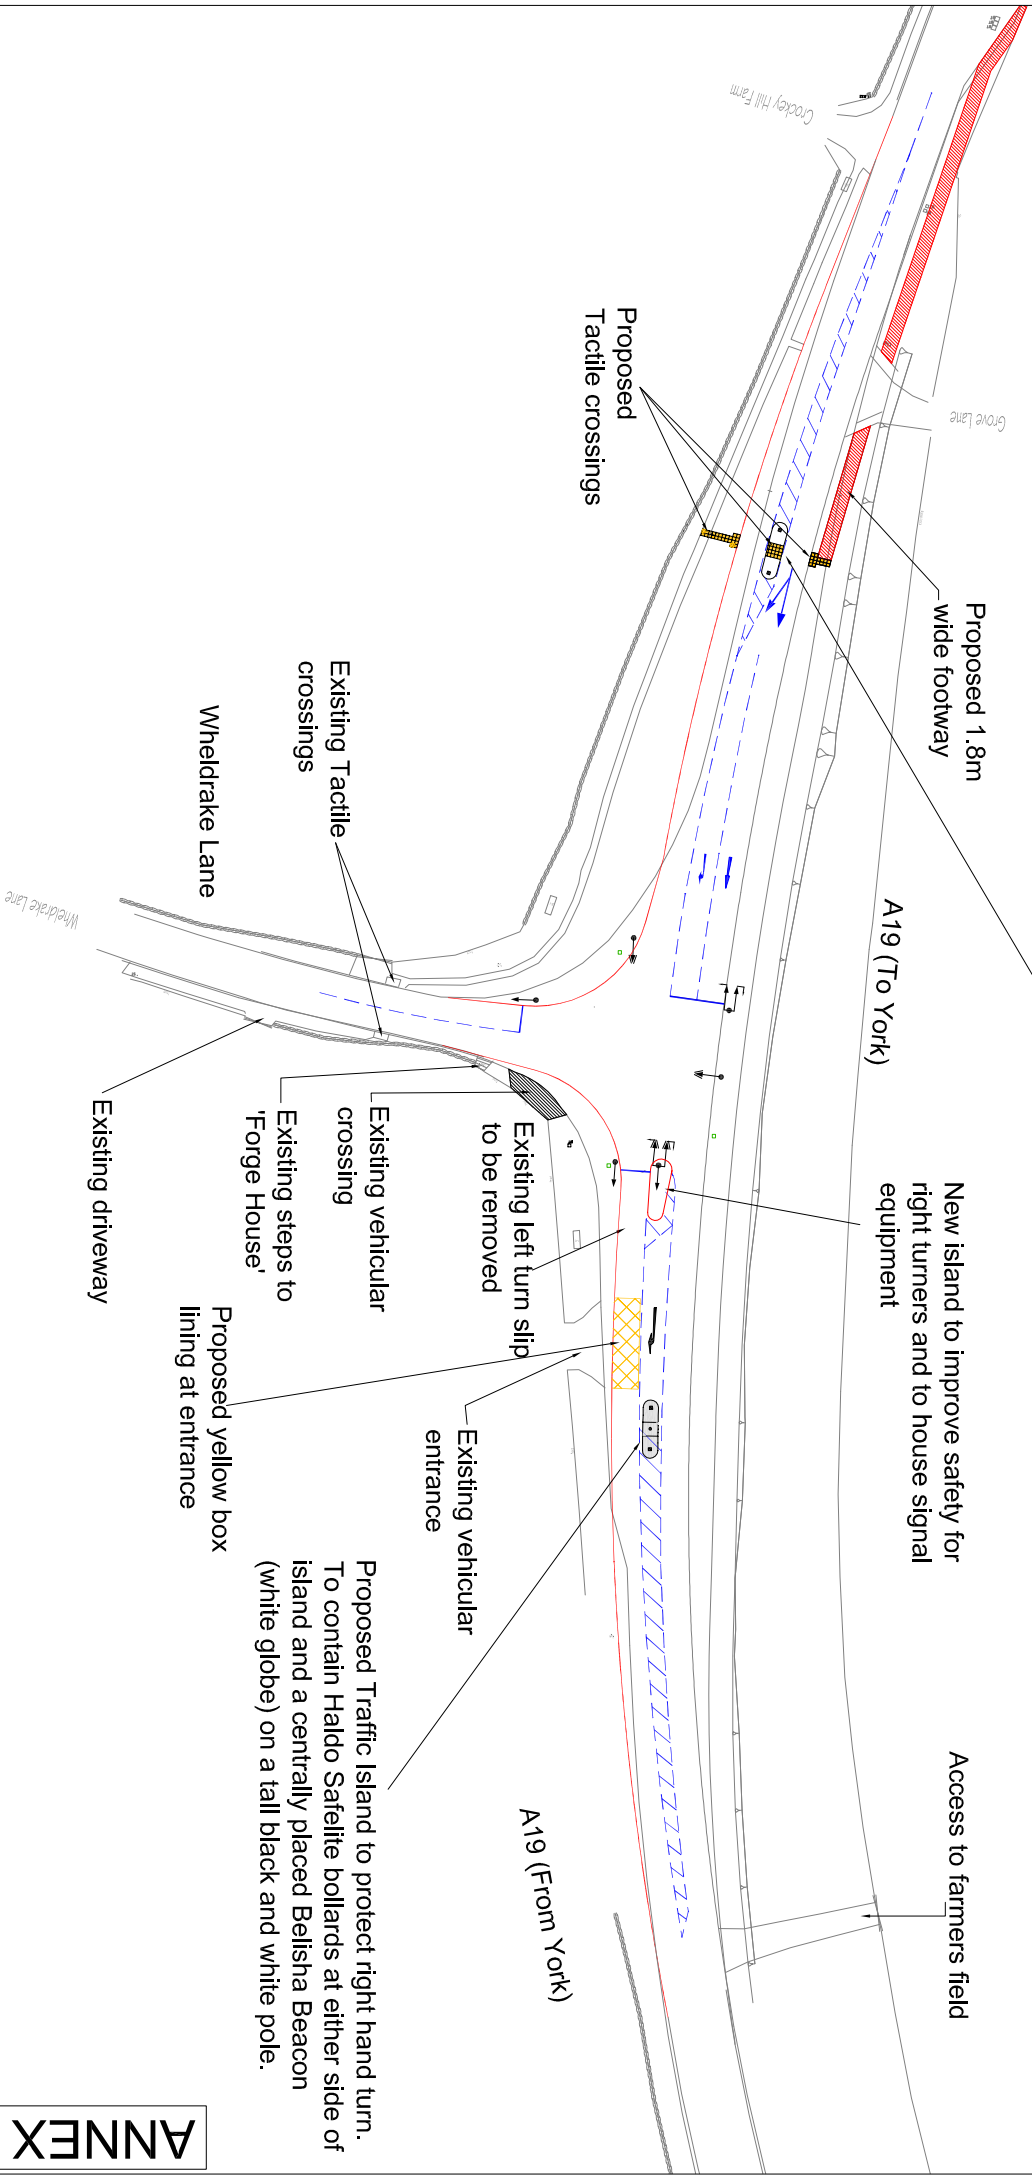 Crockey Hill Farm
Grove Lane
Proposed
Tactile crossings
Proposed 1.8m
wide footway
A19 (To York)
Existing Tactile
crossings
Wheldrake Lane
Wheldrake Lane
New island to improve safety for
right turners and to house signal
equipment
Existing left turn slip
to be removed
Existing vehicular
crossing
Existing steps to
'Forge House'
Existing driveway
Proposed yellow box
lining at entrance
Existing vehicular
entrance
Access to farmers field
A19 (From York)
Proposed Traffic Island to protect right hand turn.
To contain Haldo Safelite bollards at either side of
island and a centrally placed Belisha Beacon
(white globe) on a tall black and white pole.
ANNEX